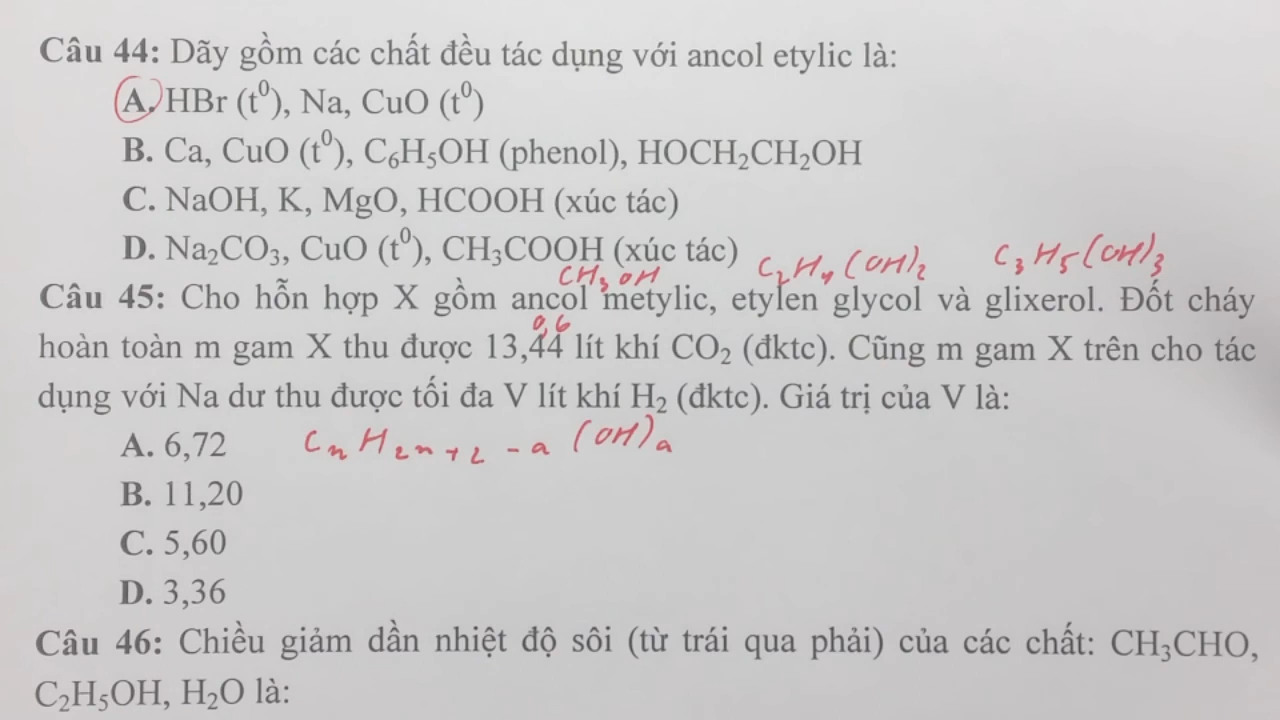 Câu 44: Dãy gồm các chất đều tác dụng với ancol etylic là:
A. HBr (t⁰), Na, CuO (t⁰)
B. Ca, CuO (t⁰), C₆H₅OH (phenol), HOCH₂CH₂OH
C. NaOH, K, MgO, HCOOH (xúc tác)
D. Na₂CO₃, CuO (t⁰), CH₃COOH (xúc tác)
CH₃OH C₂H₄(OH)₂ C₃H₅(OH)₃
Câu 45: Cho hỗn hợp X gồm ancol metylic, etylen glycol và glixerol. Đốt cháy
0,6
hoàn toàn m gam X thu được 13,44 lít khí CO₂ (đktc). Cũng m gam X trên cho tác
dụng với Na dư thu được tối đa V lít khí H₂ (đktc). Giá trị của V là:
A. 6,72 CₙH₂ₙ₊₂₋ₐ(OH)ₐ
B. 11,20
C. 5,60
D. 3,36
Câu 46: Chiều giảm dần nhiệt độ sôi (từ trái qua phải) của các chất: CH₃CHO,
C₂H₅OH, H₂O là: